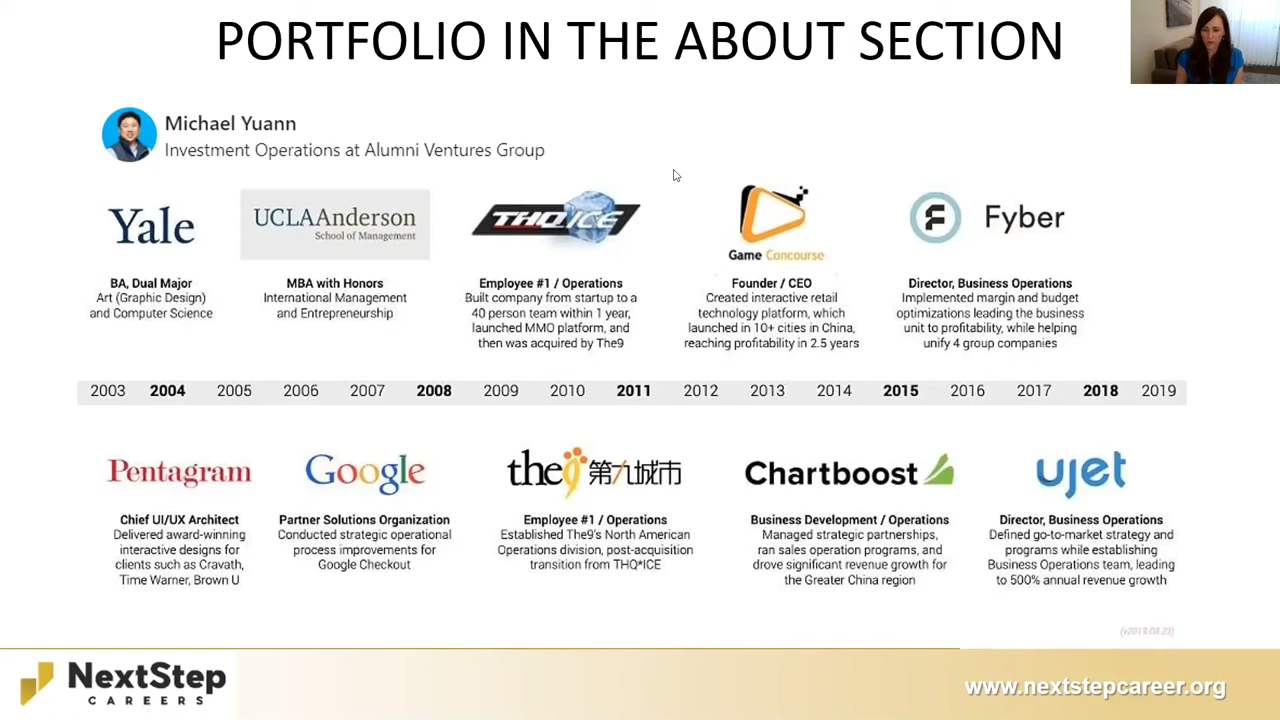 PORTFOLIO IN THE ABOUT SECTION
Michael Yuann
Investment Operations at Alumni Ventures Group
Yale
BA, Dual Major
Art (Graphic Design)
and Computer Science
UCLAAnderson
School of Management
MBA with Honors
International Management
and Entrepreneurship
THQ ICE
Employee #1 / Operations
Built company from startup to a
40 person team within 1 year,
launched MMO platform, and
then was acquired by The9
Game Concourse
Founder / CEO
Created interactive retail
technology platform, which
launched in 10+ cities in China,
reaching profitability in 2.5 years
Fyber
Director, Business Operations
Implemented margin and budget
optimizations leading the business
unit to profitability, while helping
unify 4 group companies
2003 2004 2005 2006 2007 2008 2009 2010 2011 2012 2013 2014 2015 2016 2017 2018 2019
Pentagram
Chief UI/UX Architect
Delivered award-winning
interactive designs for
clients such as Cravath,
Time Warner, Brown U
Google
Partner Solutions Organization
Conducted strategic operational
process improvements for
Google Checkout
the9 第九城市
Employee #1 / Operations
Established The9's North American
Operations division, post-acquisition
transition from THQ*ICE
Chartboost
Business Development / Operations
Managed strategic partnerships,
ran sales operation programs, and
drove significant revenue growth for
the Greater China region
ujet
Director, Business Operations
Defined go-to-market strategy and
programs while establishing
Business Operations team, leading
to 500% annual revenue growth
(v2019.09.23)
NextStep
CAREERS
www.nextstepcareer.org